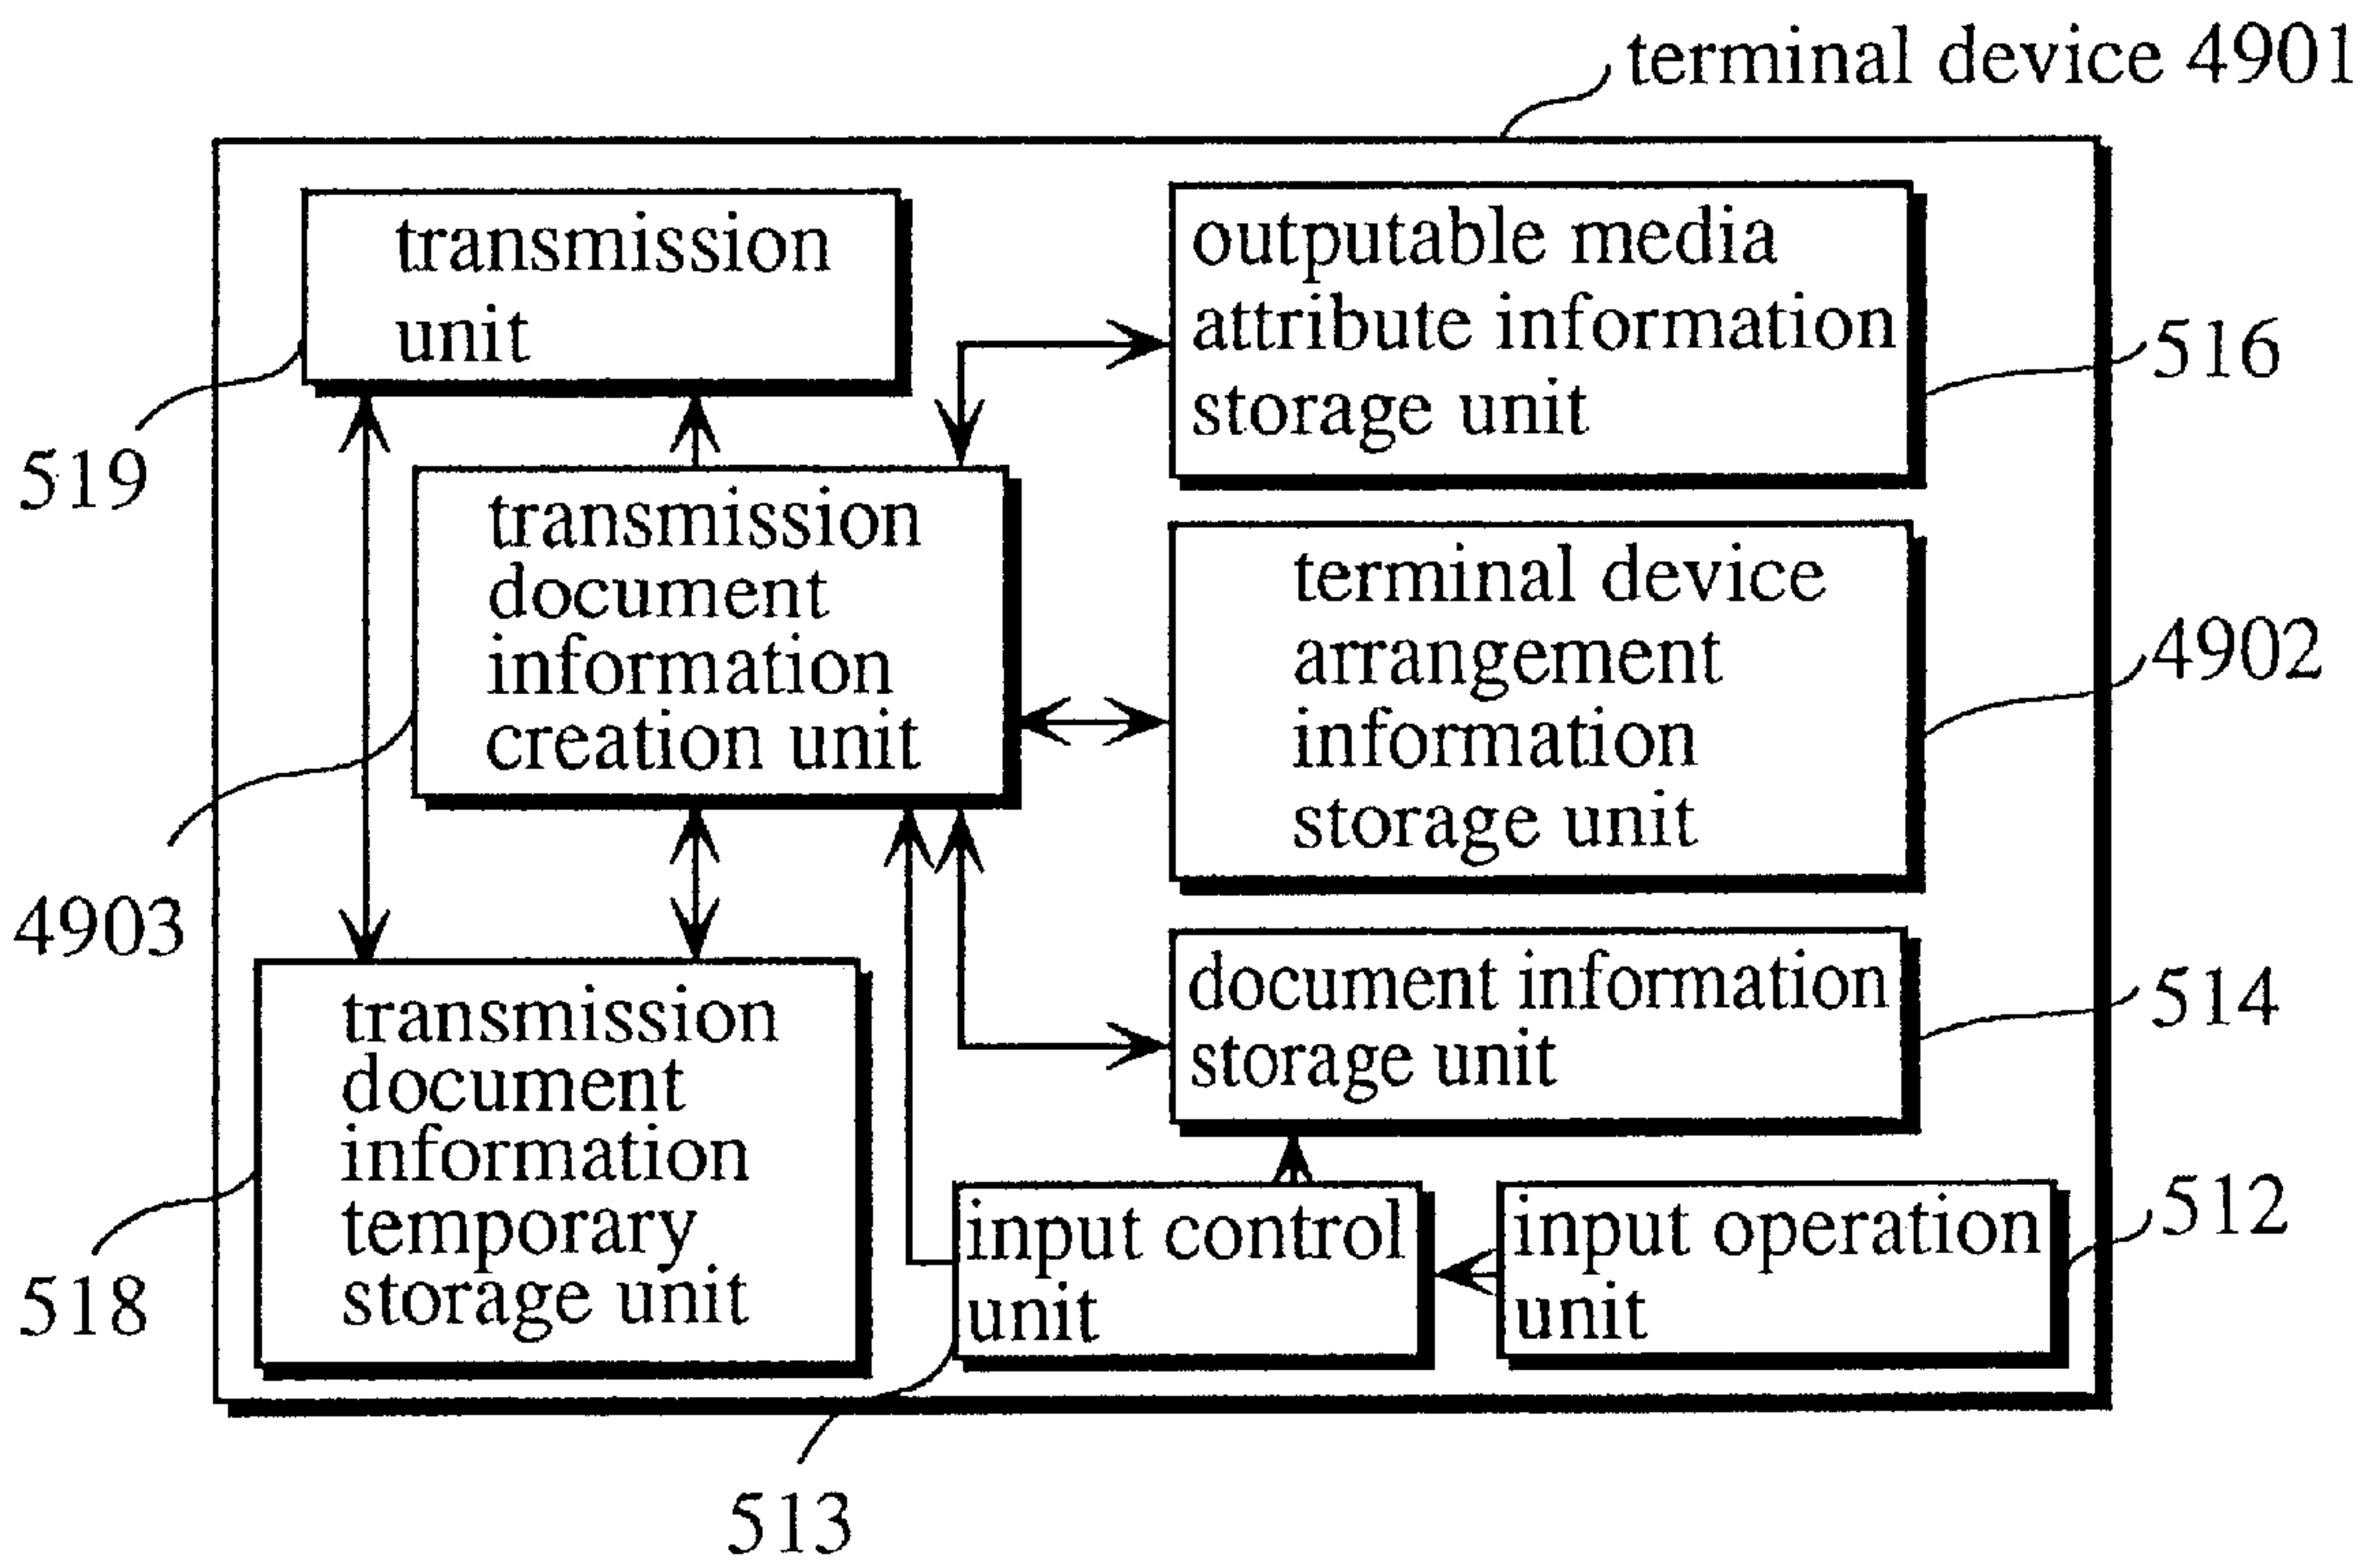 terminal device 4901
transmission
unit
519
outputable media
attribute information
storage unit
516
transmission
document
information
creation unit
4903
terminal device
arrangement
information
storage unit
4902
document information
storage unit
514
transmission
document
information
temporary
storage unit
518
input control
unit
513
input operation
unit
512